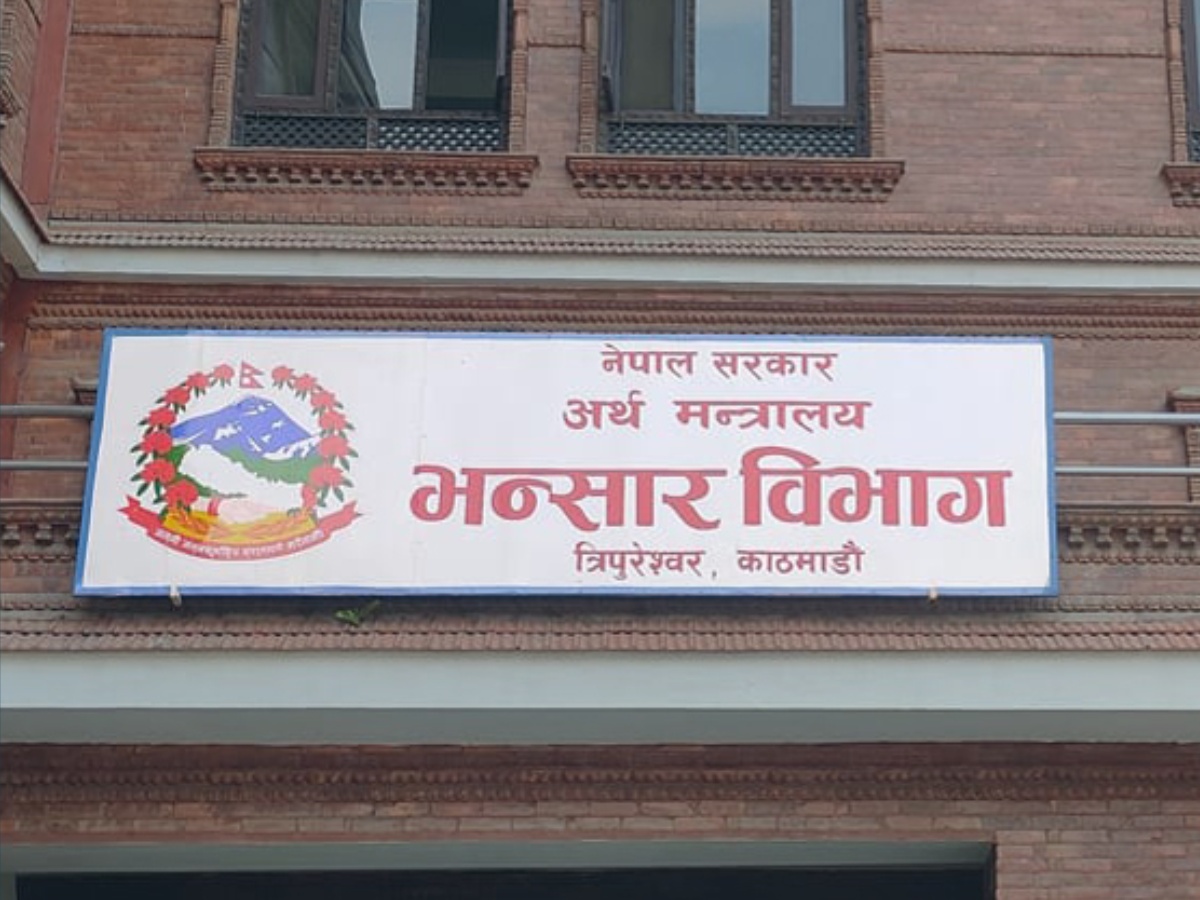 नेपाल सरकार
अर्थ मन्त्रालय
भन्सार विभाग
त्रिपुरेश्वर, काठमाडौ